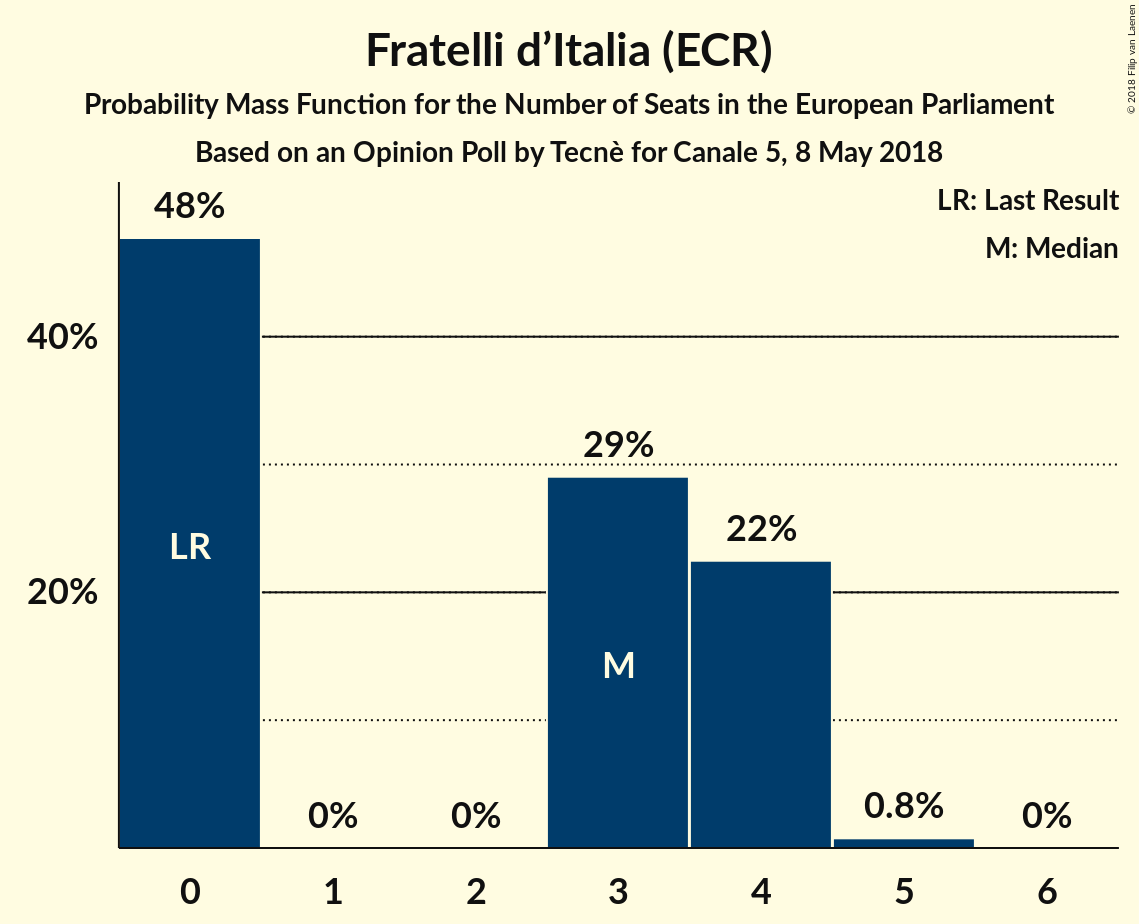 Fratelli d’Italia (ECR)
Probability Mass Function for the Number of Seats in the European Parliament
Based on an Opinion Poll by Tecnè for Canale 5, 8 May 2018
© 2018 Filip van Laenen
LR: Last Result
M: Median
48%
40%
29%
22%
LR
20%
M
0%
0%
0.8%
0%
0 1 2 3 4 5 6